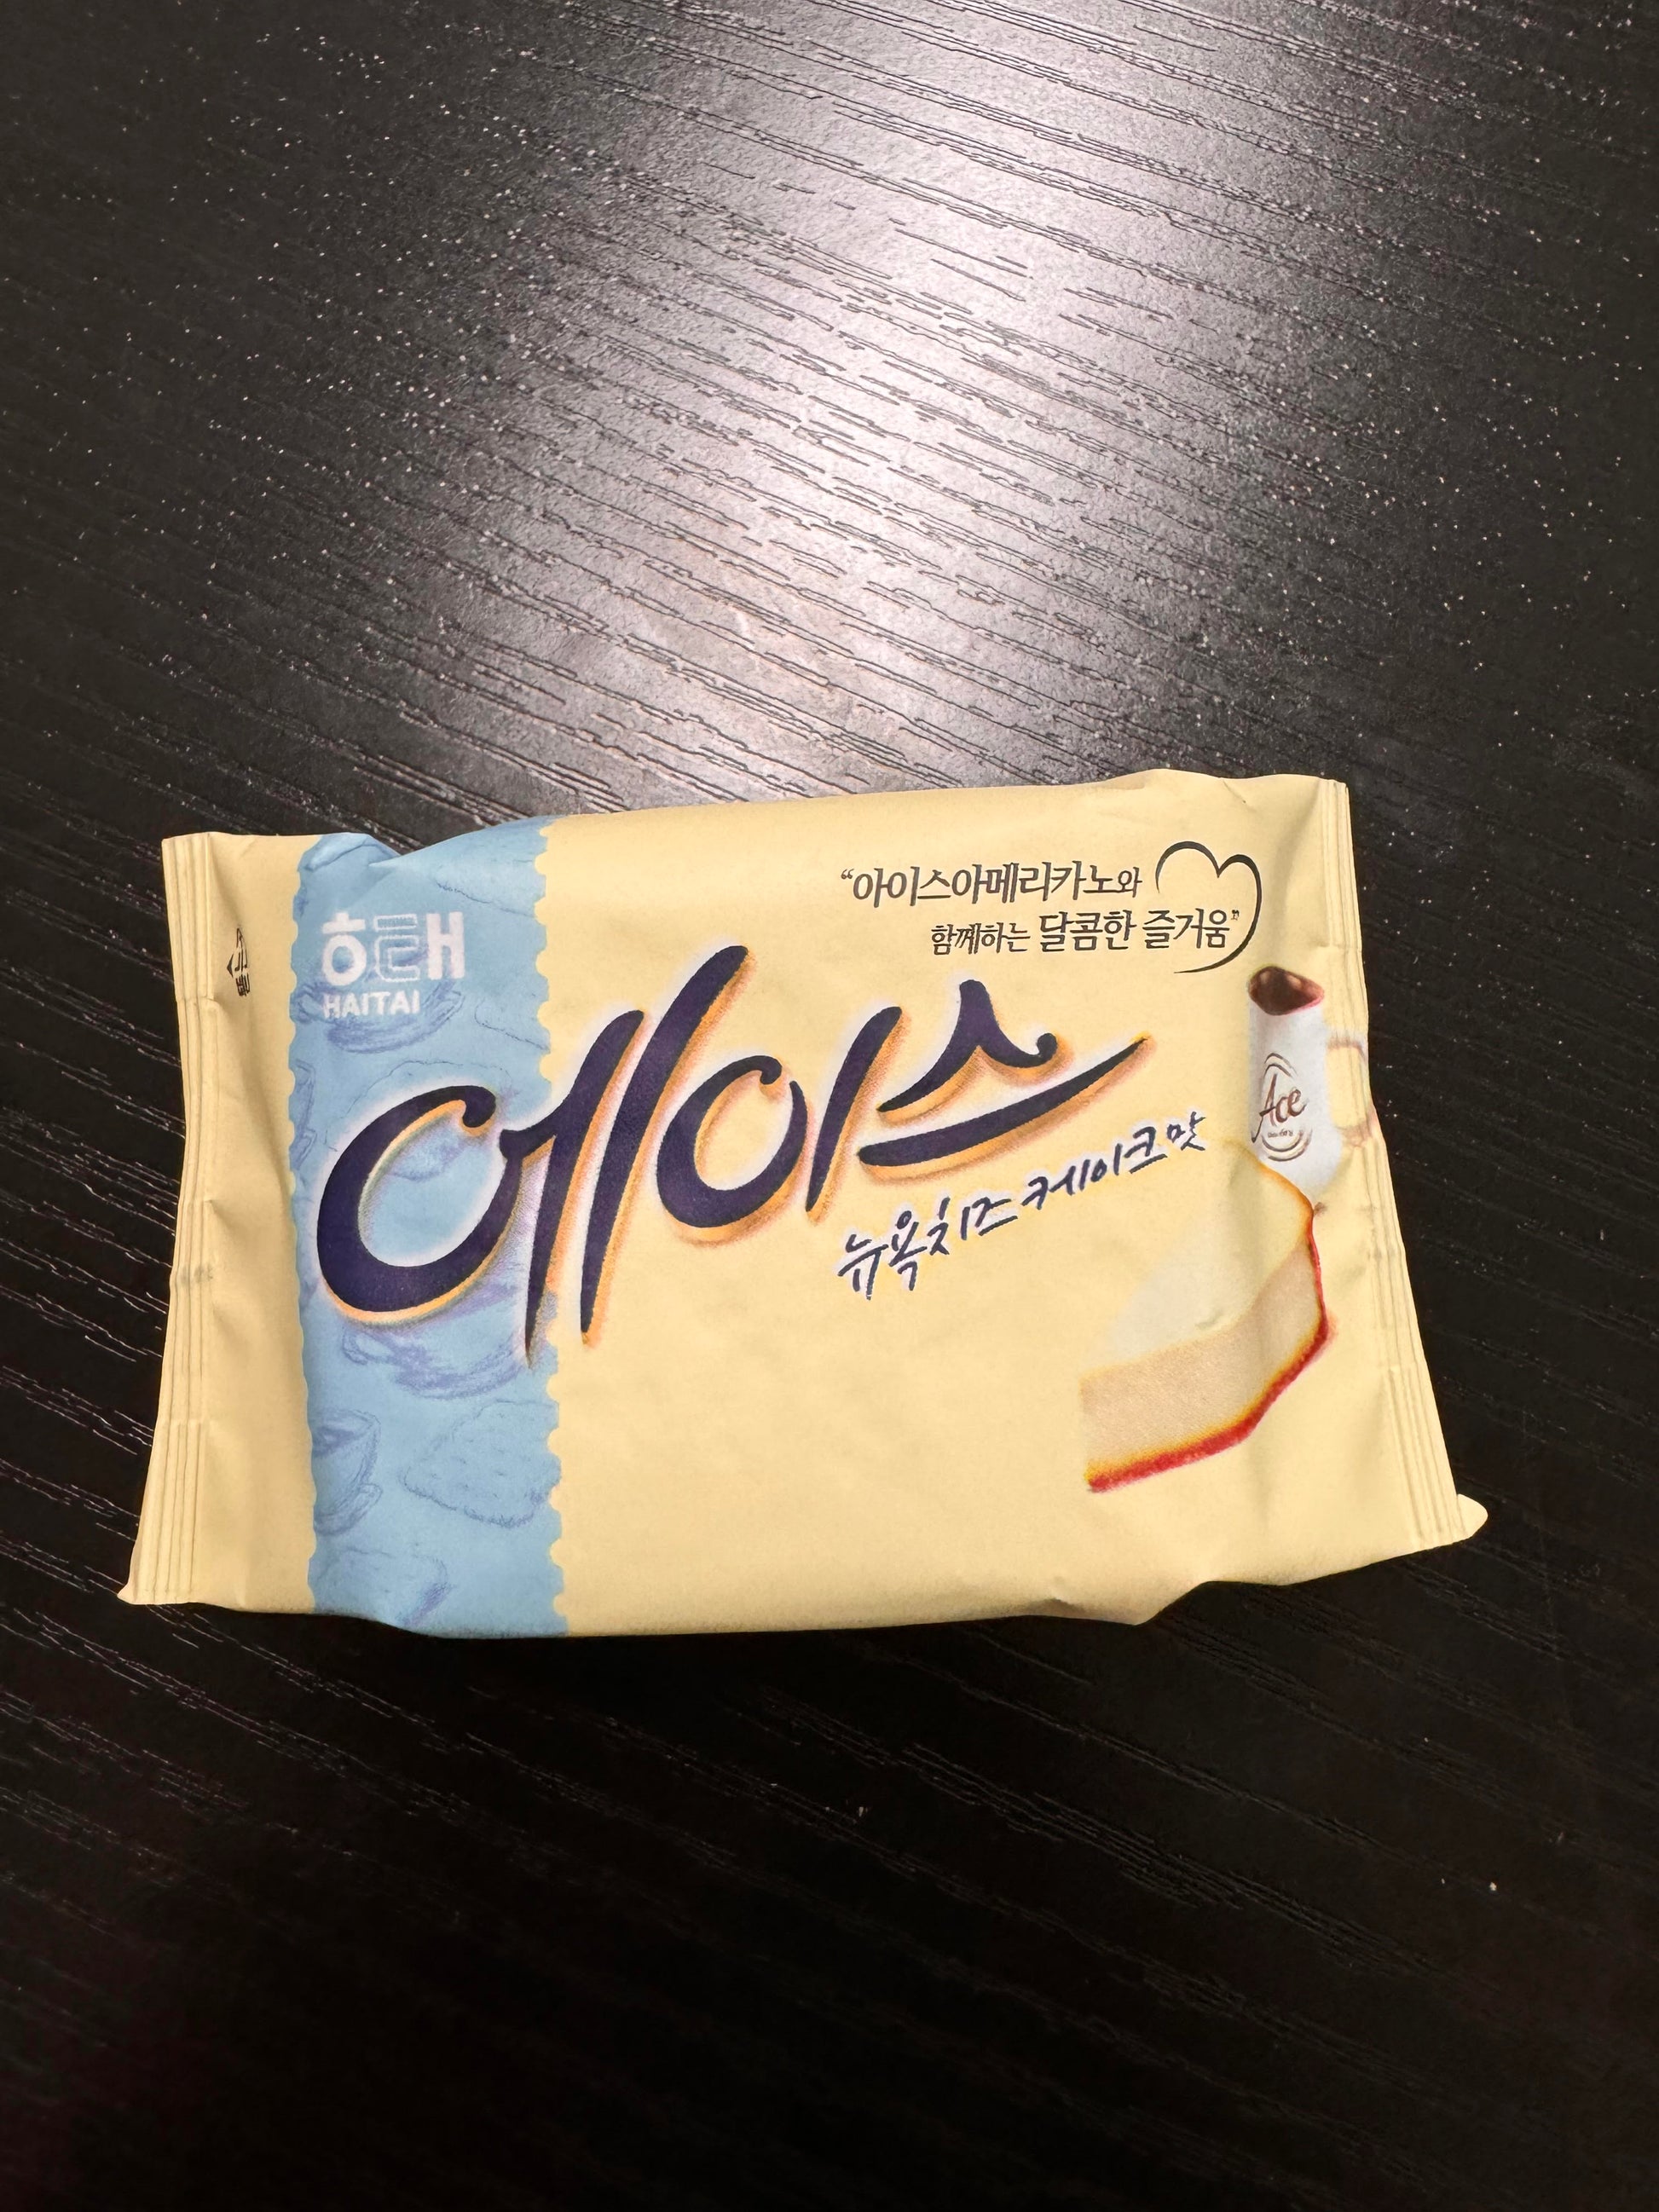 “아이스아메리카노와
함께하는 달콤한 즐거움”
해태
HAITAI
에이스
뉴욕치즈케이크맛
Ace